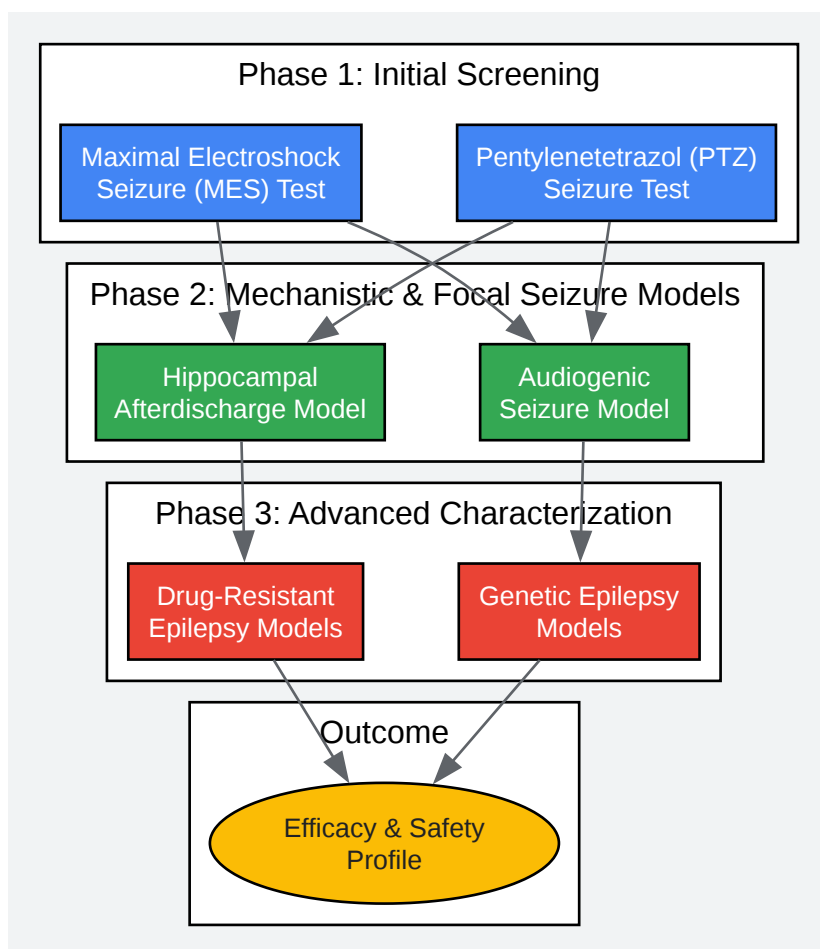 Phase 1: Initial Screening
Maximal Electroshock
Seizure (MES) Test
Pentylenetetrazol (PTZ)
Seizure Test
Phase 2: Mechanistic & Focal Seizure Models
Hippocampal
Afterdischarge Model
Audiogenic
Seizure Model
Phase 3: Advanced Characterization
Drug-Resistant
Epilepsy Models
Genetic Epilepsy
Models
Outcome
Efficacy & Safety
Profile